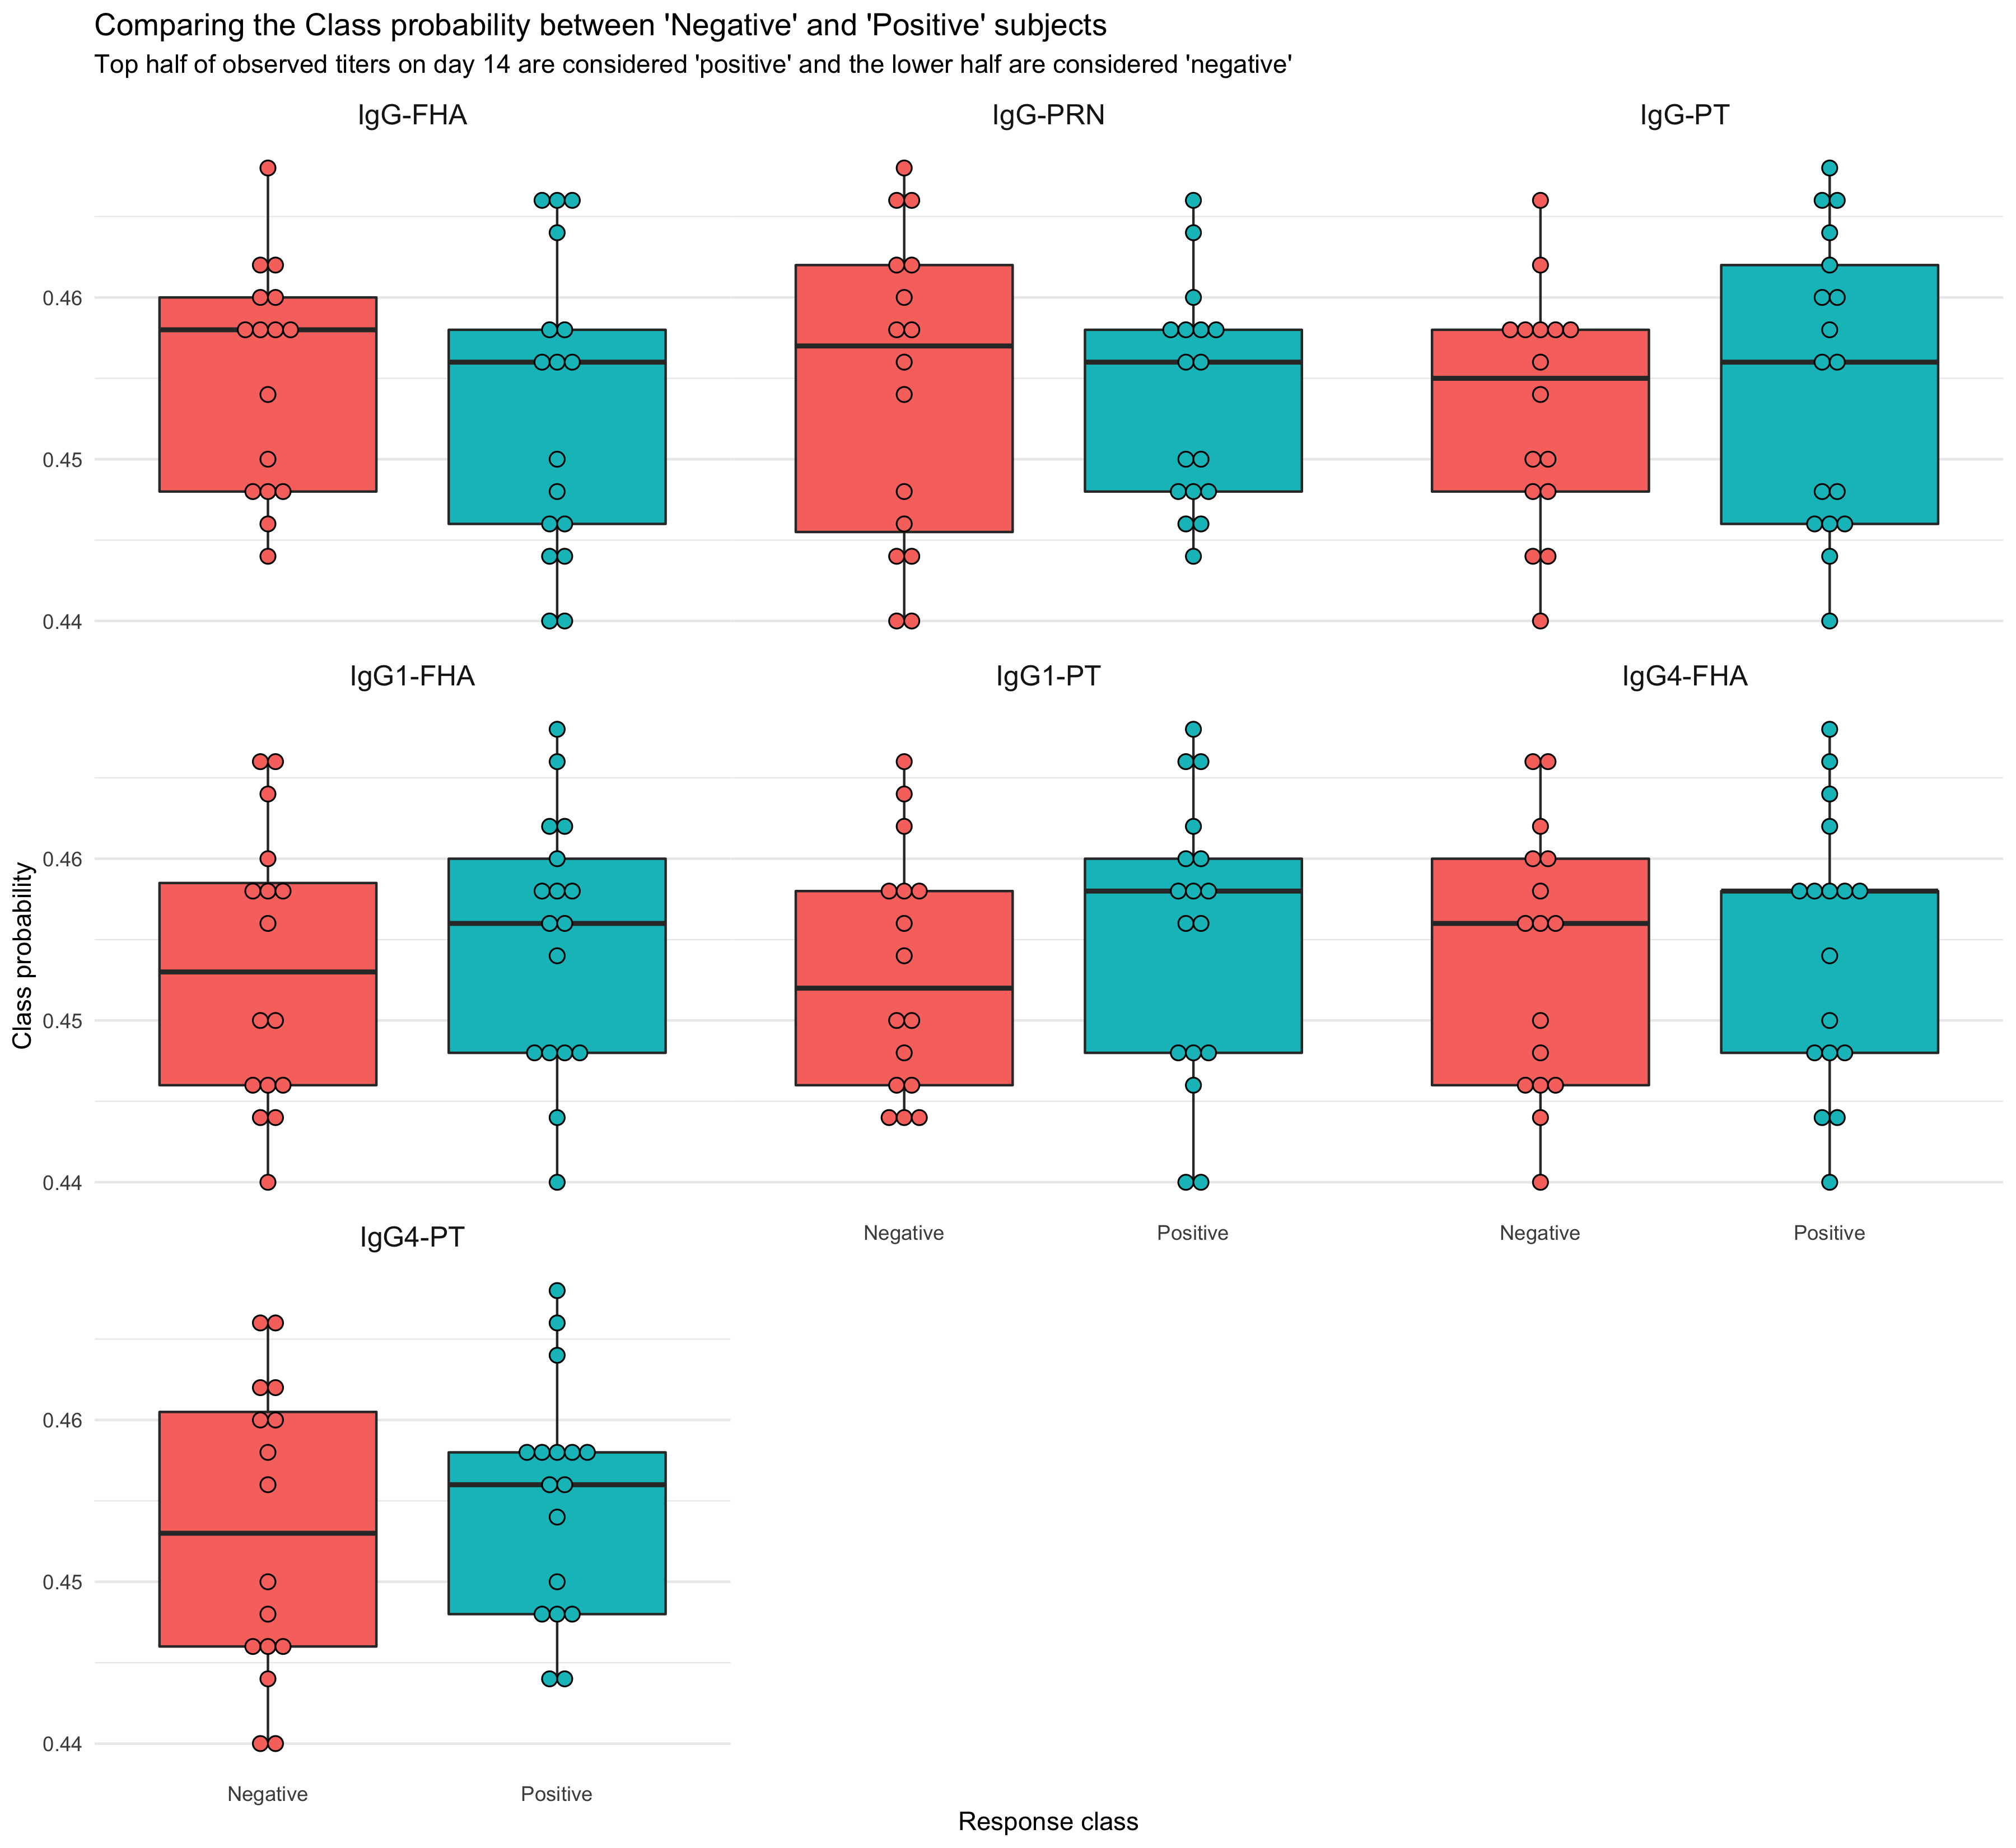 Comparing the Class probability between 'Negative' and 'Positive' subjects
Top half of observed titers on day 14 are considered 'positive' and the lower half are considered 'negative'
IgG-FHA
IgG-PRN
IgG-PT
0.46
0.45
0.44
IgG1-FHA
IgG1-PT
IgG4-FHA
0.46
0.45
0.44
Class probability
Negative
Positive
Negative
Positive
IgG4-PT
0.46
0.45
0.44
Negative
Positive
Response class